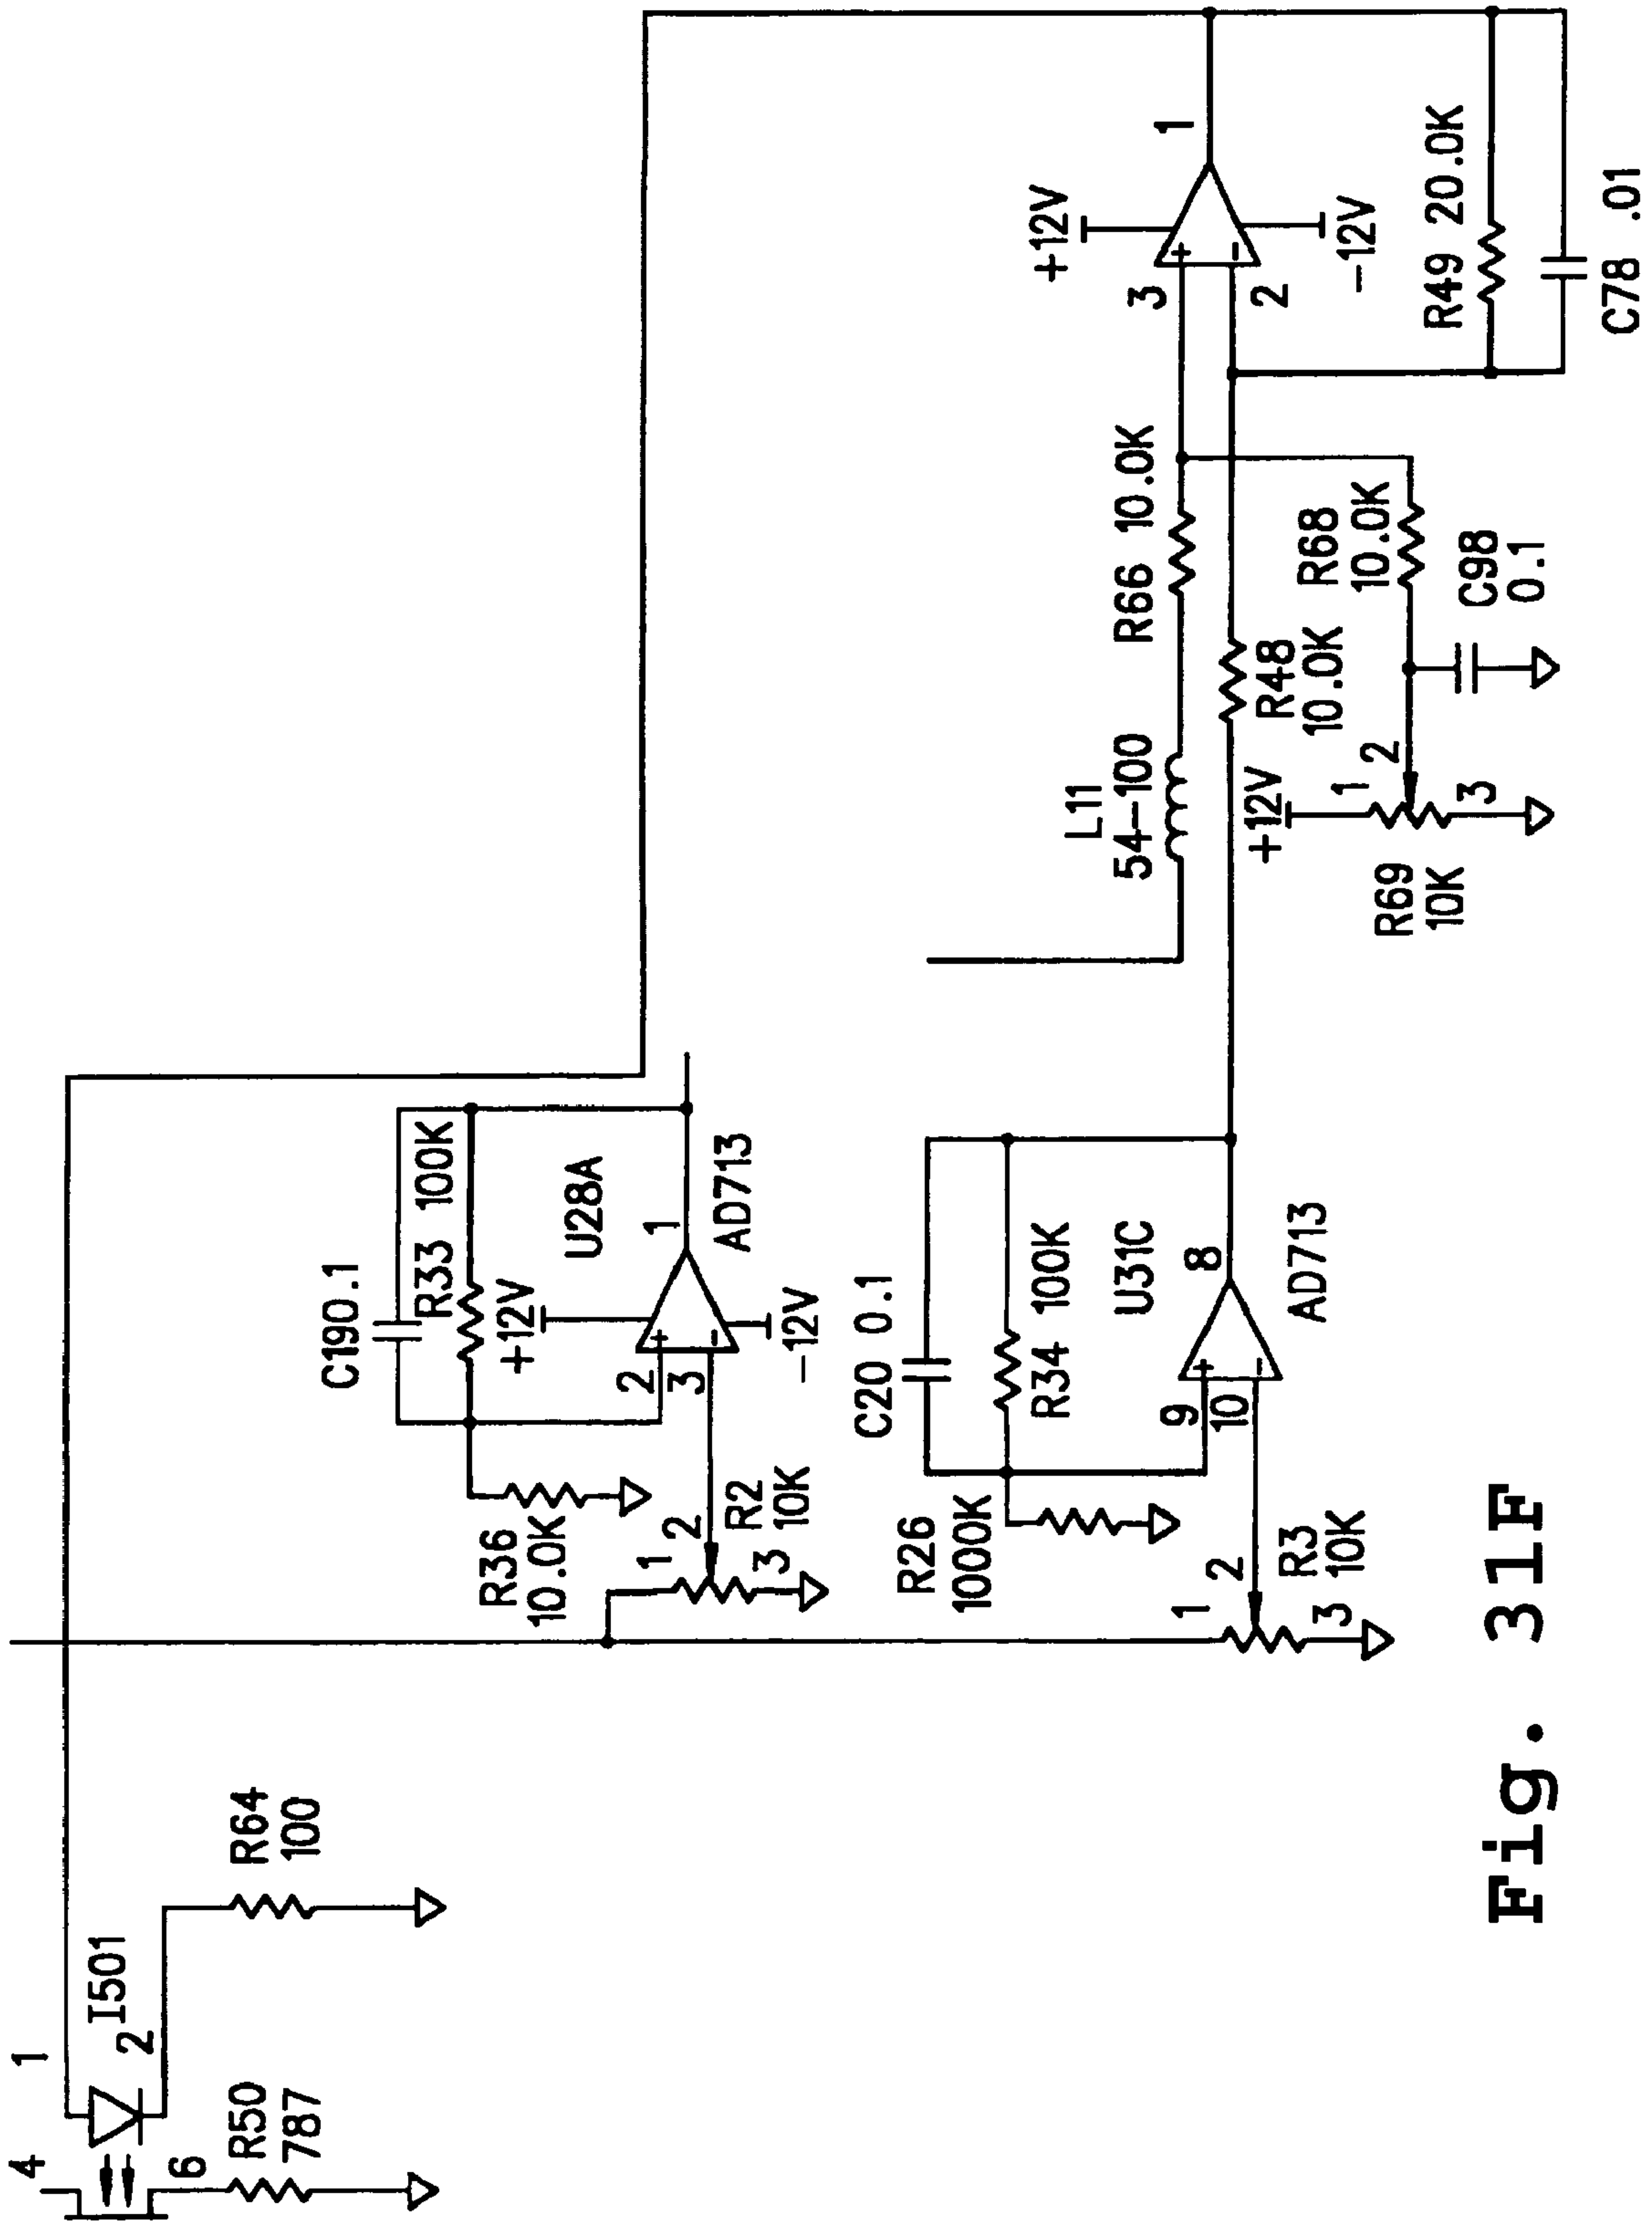 4
1
I501
2
6
R50
787
R64
100
C19 0.1
R33 100K
+12V
U28A
2
3
1
AD713
-12V
R36
10.0K
1
2
3
R2
10K
C20 0.1
R34 100K
U31C
9
10
8
AD713
R26
1000K
1
2
3
R3
10K
L11
54-100
R66 10.0K
R48
10.0K
+12V
1
2
3
R69
10K
R68
10.0K
C98
0.1
+12V
3
2
1
-12V
R49 20.0K
C78 .01
+
-
+
-
+
-
Fig. 31F